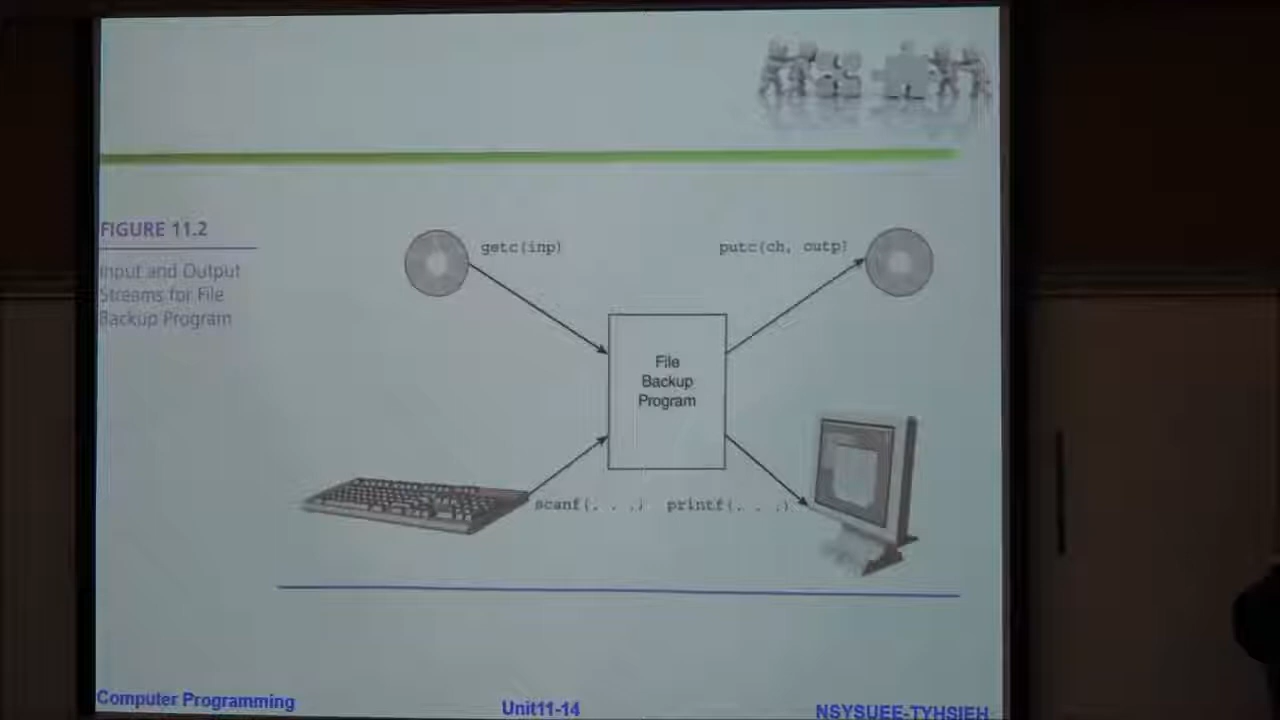 FIGURE 11.2
Input and Output
Streams for File
Backup Program
getc(inp)
putc(ch, outp)
File
Backup
Program
scanf(. . .)
printf(. . .)
Computer Programming
Unit11-14
NSYSUEE-TYHSIEH